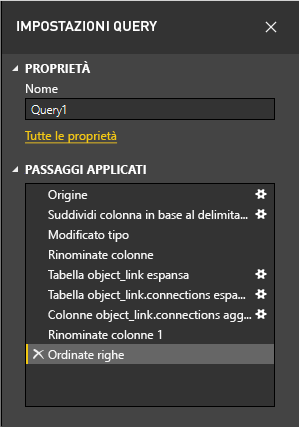 IMPOSTAZIONI QUERY
PROPRIETÀ
Nome
Query1
Tutte le proprietà
PASSAGGI APPLICATI
Origine
Suddividi colonna in base al delimita...
Modificato tipo
Rinominate colonne
Tabella object_link espansa
Tabella object_link.connections espa...
Colonne object_link.connections agg...
Rinominate colonne 1
Ordinate righe